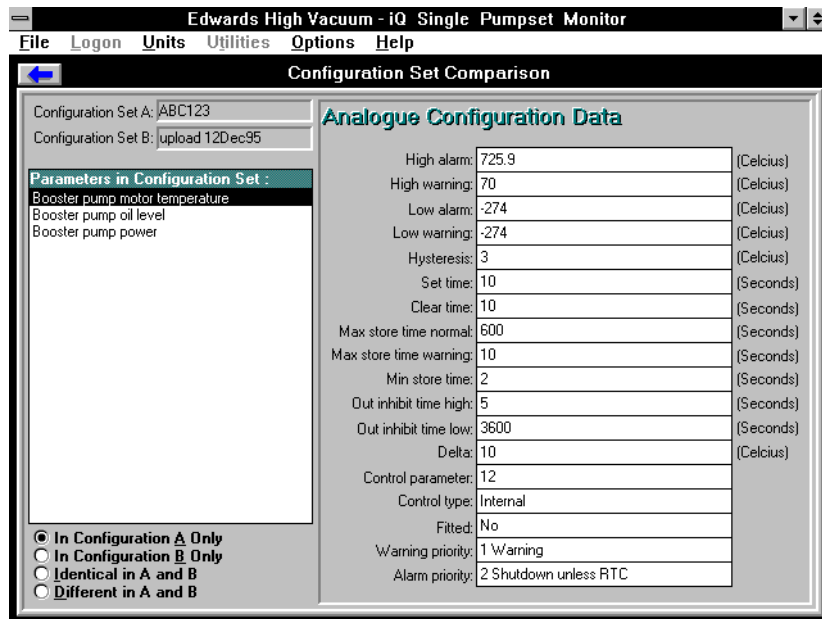 Edwards High Vacuum - iQ Single Pumpset Monitor
File Logon Units Utilities Options Help
Configuration Set Comparison
Configuration Set A: ABC123
Configuration Set B: upload 12Dec95
Parameters in Configuration Set :
Booster pump motor temperature
Booster pump oil level
Booster pump power
In Configuration A Only
In Configuration B Only
Identical in A and B
Different in A and B
Analogue Configuration Data
High alarm: 725.9 (Celcius)
High warning: 70 (Celcius)
Low alarm: -274 (Celcius)
Low warning: -274 (Celcius)
Hysteresis: 3 (Celcius)
Set time: 10 (Seconds)
Clear time: 10 (Seconds)
Max store time normal: 600 (Seconds)
Max store time warning: 10 (Seconds)
Min store time: 2 (Seconds)
Out inhibit time high: 5 (Seconds)
Out inhibit time low: 3600 (Seconds)
Delta: 10 (Celcius)
Control parameter: 12
Control type: Internal
Fitted: No
Warning priority: 1 Warning
Alarm priority: 2 Shutdown unless RTC